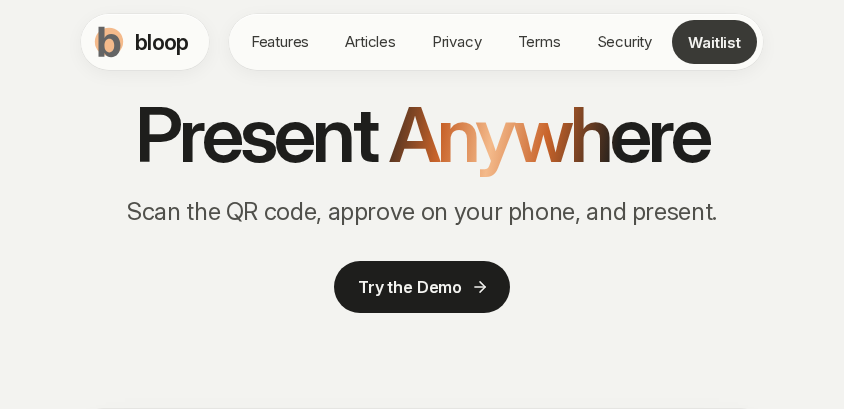 b bloop Features Articles Privacy Terms Security Waitlist
Present Anywhere
Scan the QR code, approve on your phone, and present.
Try the Demo →